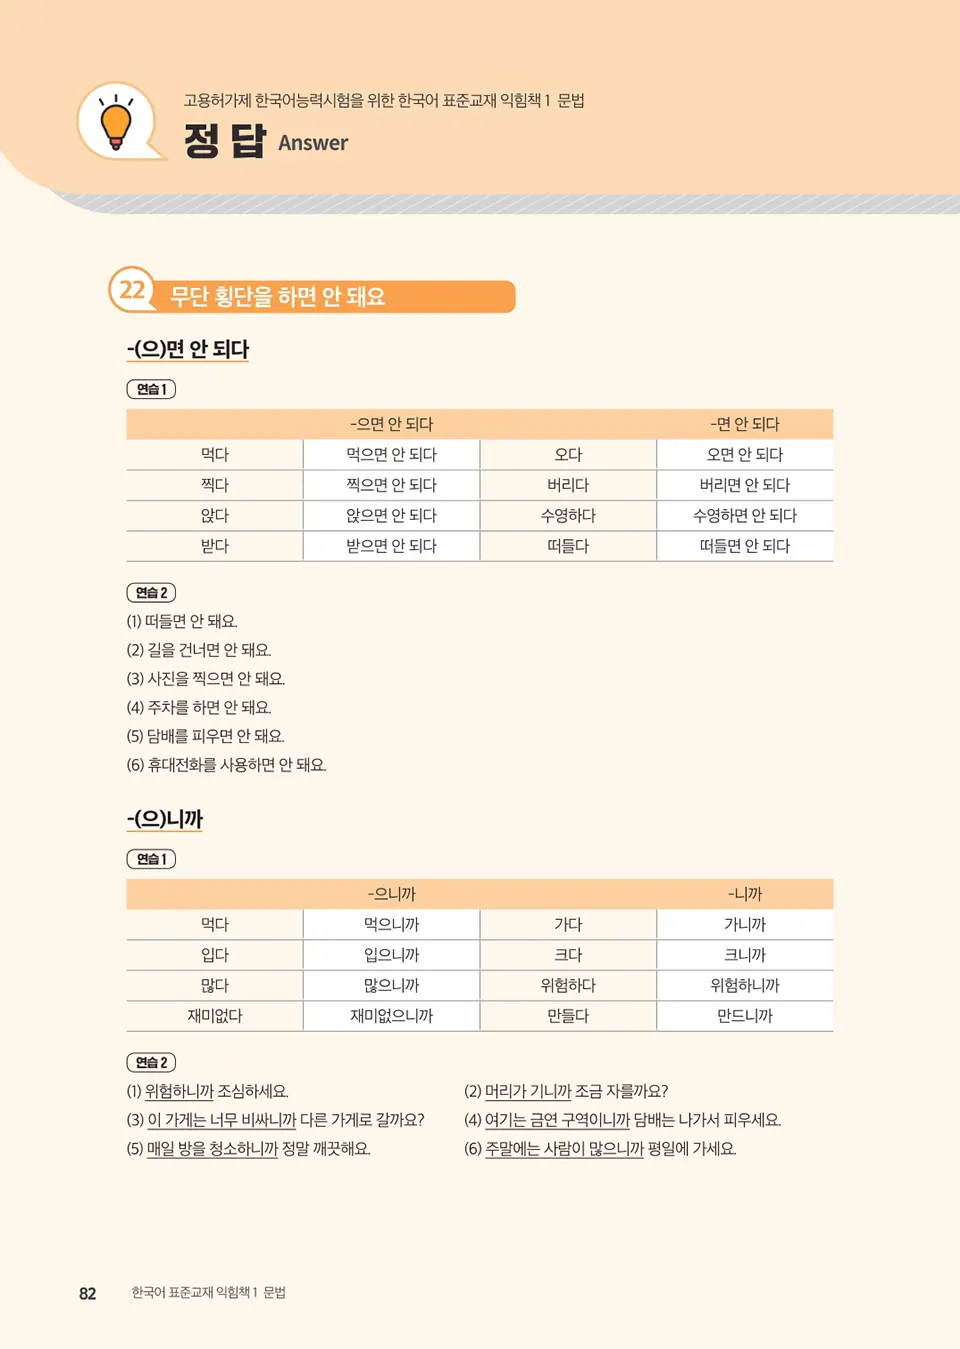 고용허가제 한국어능력시험을 위한 한국어 표준교재 익힘책 1 문법
정답 Answer
22 무단 횡단을 하면 안 돼요
-(으)면 안 되다
연습 1
-으면 안 되다 -면 안 되다
먹다 먹으면 안 되다 오다 오면 안 되다
찍다 찍으면 안 되다 버리다 버리면 안 되다
앉다 앉으면 안 되다 수영하다 수영하면 안 되다
받다 받으면 안 되다 떠들다 떠들면 안 되다
연습 2
(1) 떠들면 안 돼요.
(2) 길을 건너면 안 돼요.
(3) 사진을 찍으면 안 돼요.
(4) 주차를 하면 안 돼요.
(5) 담배를 피우면 안 돼요.
(6) 휴대전화를 사용하면 안 돼요.
-(으)니까
연습 1
-으니까 -니까
먹다 먹으니까 가다 가니까
입다 입으니까 크다 크니까
많다 많으니까 위험하다 위험하니까
재미없다 재미없으니까 만들다 만드니까
연습 2
(1) 위험하니까 조심하세요. (2) 머리가 기니까 조금 자를까요?
(3) 이 가게는 너무 비싸니까 다른 가게로 갈까요? (4) 여기는 금연 구역이니까 담배는 나가서 피우세요.
(5) 매일 방을 청소하니까 정말 깨끗해요. (6) 주말에는 사람이 많으니까 평일에 가세요.
82 한국어 표준교재 익힘책 1 문법